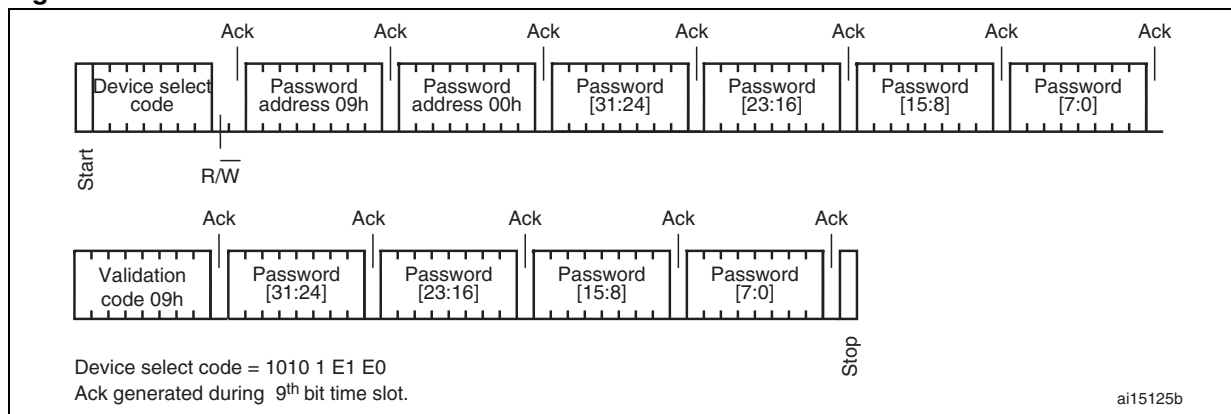 Ack Ack Ack Ack Ack Ack Ack
Device select code
Password address 09h
Password address 00h
Password [31:24]
Password [23:16]
Password [15:8]
Password [7:0]
Start
R/W̅
Ack Ack Ack Ack Ack
Validation code 09h
Password [31:24]
Password [23:16]
Password [15:8]
Password [7:0]
Stop
Device select code = 1010 1 E1 E0
Ack generated during 9th bit time slot.
ai15125b